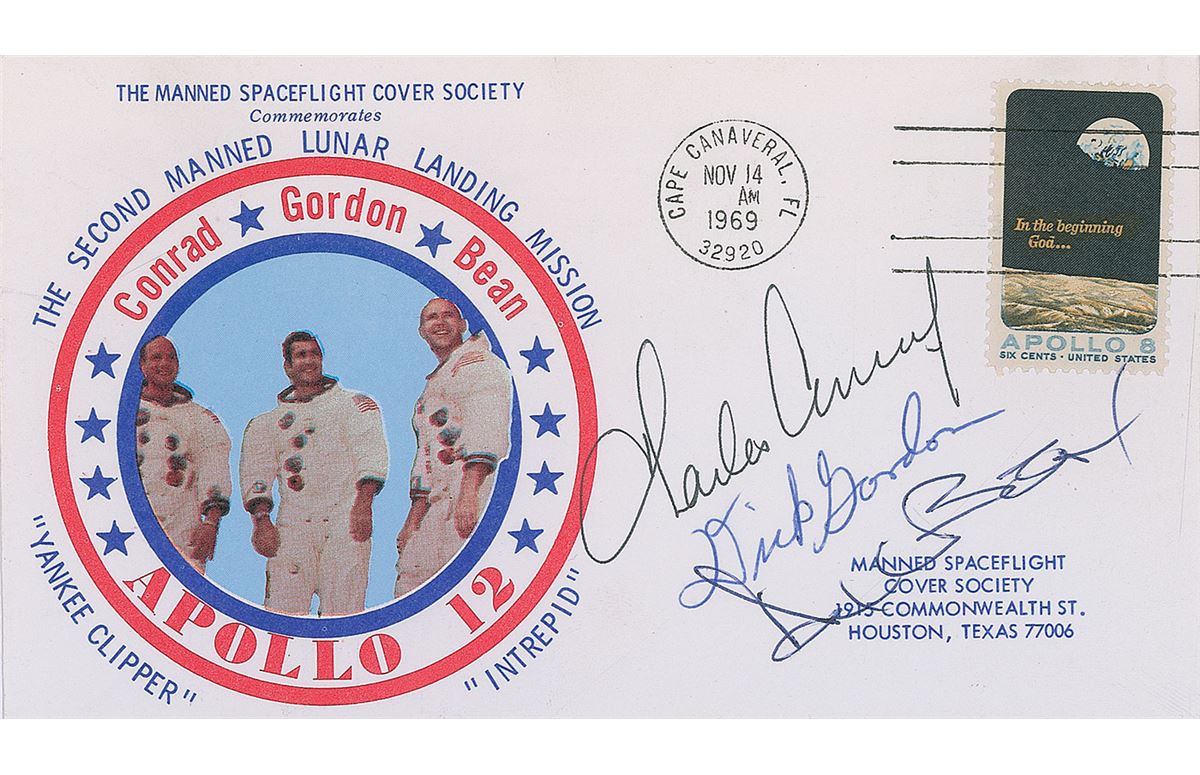 THE MANNED SPACEFLIGHT COVER SOCIETY
Commemorates
THE SECOND MANNED LUNAR LANDING MISSION
Conrad ★ Gordon ★ Bean
APOLLO 12
"YANKEE CLIPPER"
"INTREPID"
CAPE CANAVERAL, FL
NOV 14
AM
1969
32920
In the beginning
God...
APOLLO 8
SIX CENTS · UNITED STATES
Charles Conrad
Dick Gordon
Bean
MANNED SPACEFLIGHT
COVER SOCIETY
1915 COMMONWEALTH ST.
HOUSTON, TEXAS 77006